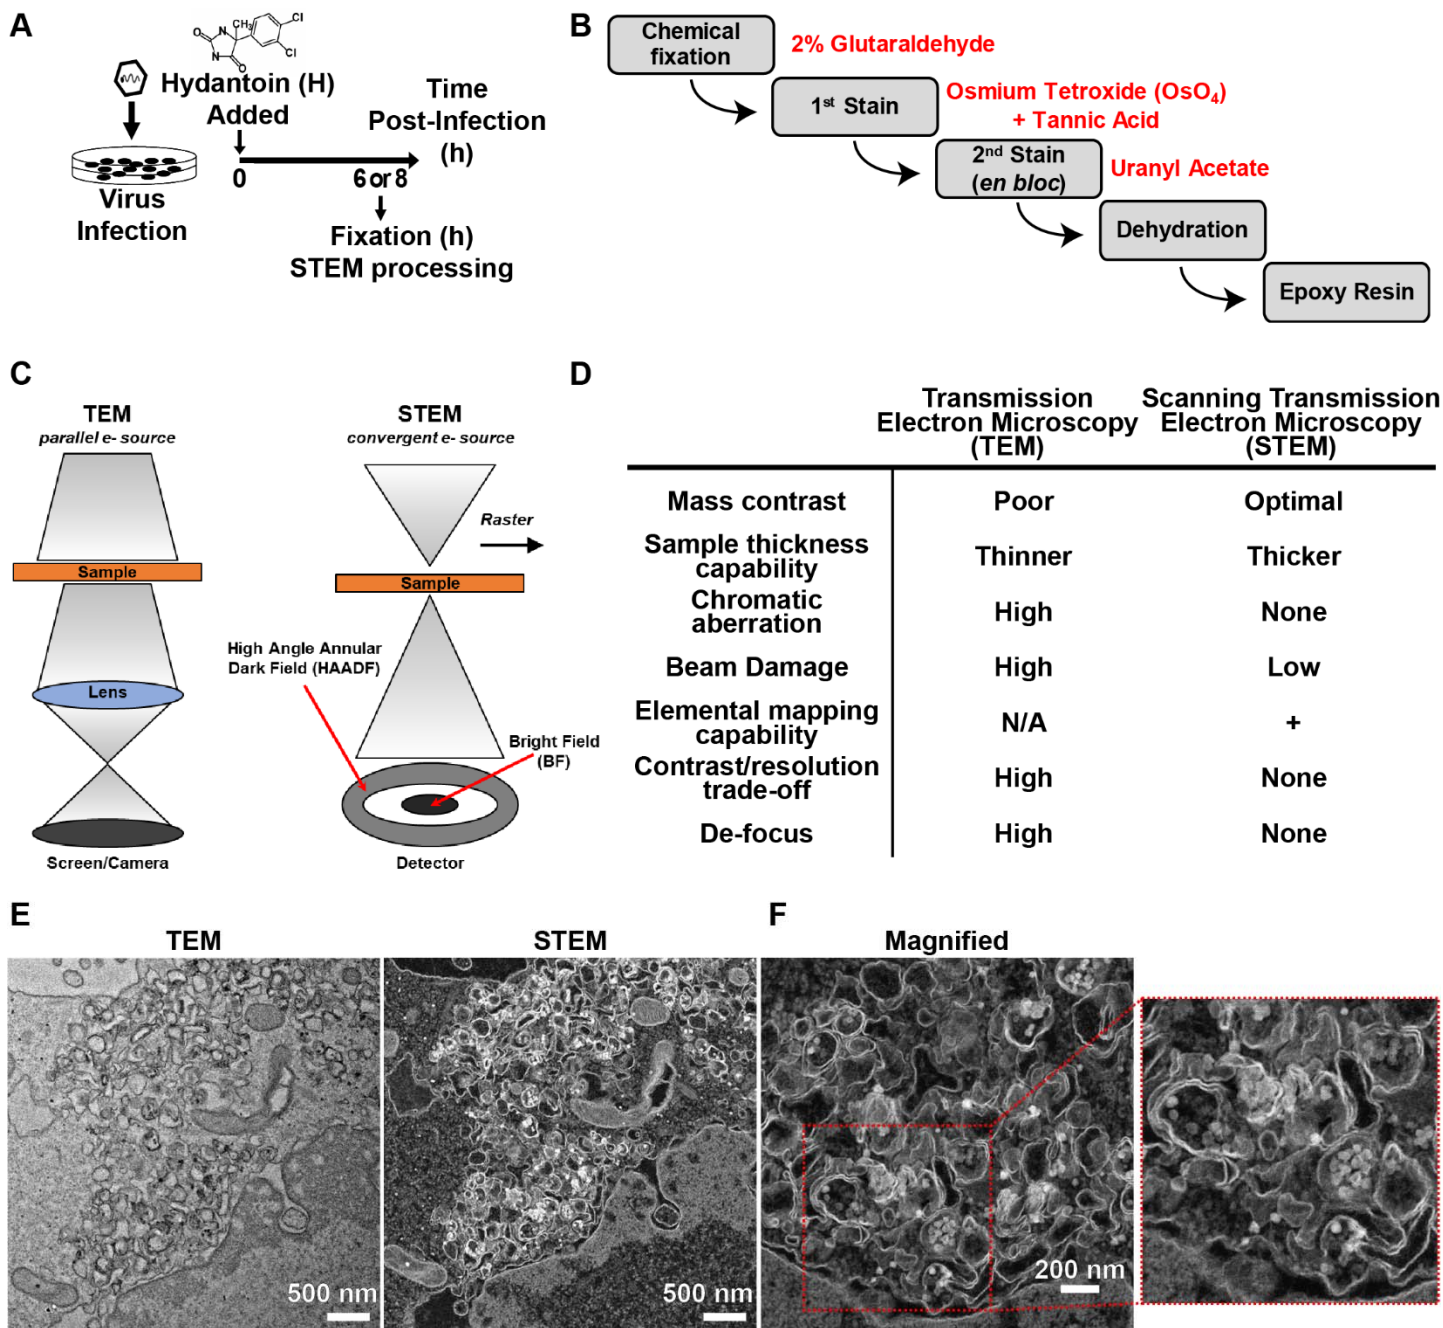 A
CH₃
Cl
O
N
Cl
N
O
Hydantoin (H)
Added
Time
Post-Infection
(h)
0
6 or 8
Virus
Infection
Fixation (h)
STEM processing
B
Chemical
fixation
2% Glutaraldehyde
1st Stain
Osmium Tetroxide (OsO₄)
+ Tannic Acid
2nd Stain
(en bloc)
Uranyl Acetate
Dehydration
Epoxy Resin
C
TEM
parallel e- source
Sample
Lens
Screen/Camera
STEM
convergent e- source
Raster
Sample
High Angle Annular
Dark Field (HAADF)
Bright Field
(BF)
Detector
D
Transmission
Electron Microscopy
(TEM)
Scanning Transmission
Electron Microscopy
(STEM)
Mass contrast Poor Optimal
Sample thickness
capability Thinner Thicker
Chromatic
aberration High None
Beam Damage High Low
Elemental mapping
capability N/A +
Contrast/resolution
trade-off High None
De-focus High None
E
TEM
500 nm
STEM
500 nm
F
Magnified
200 nm